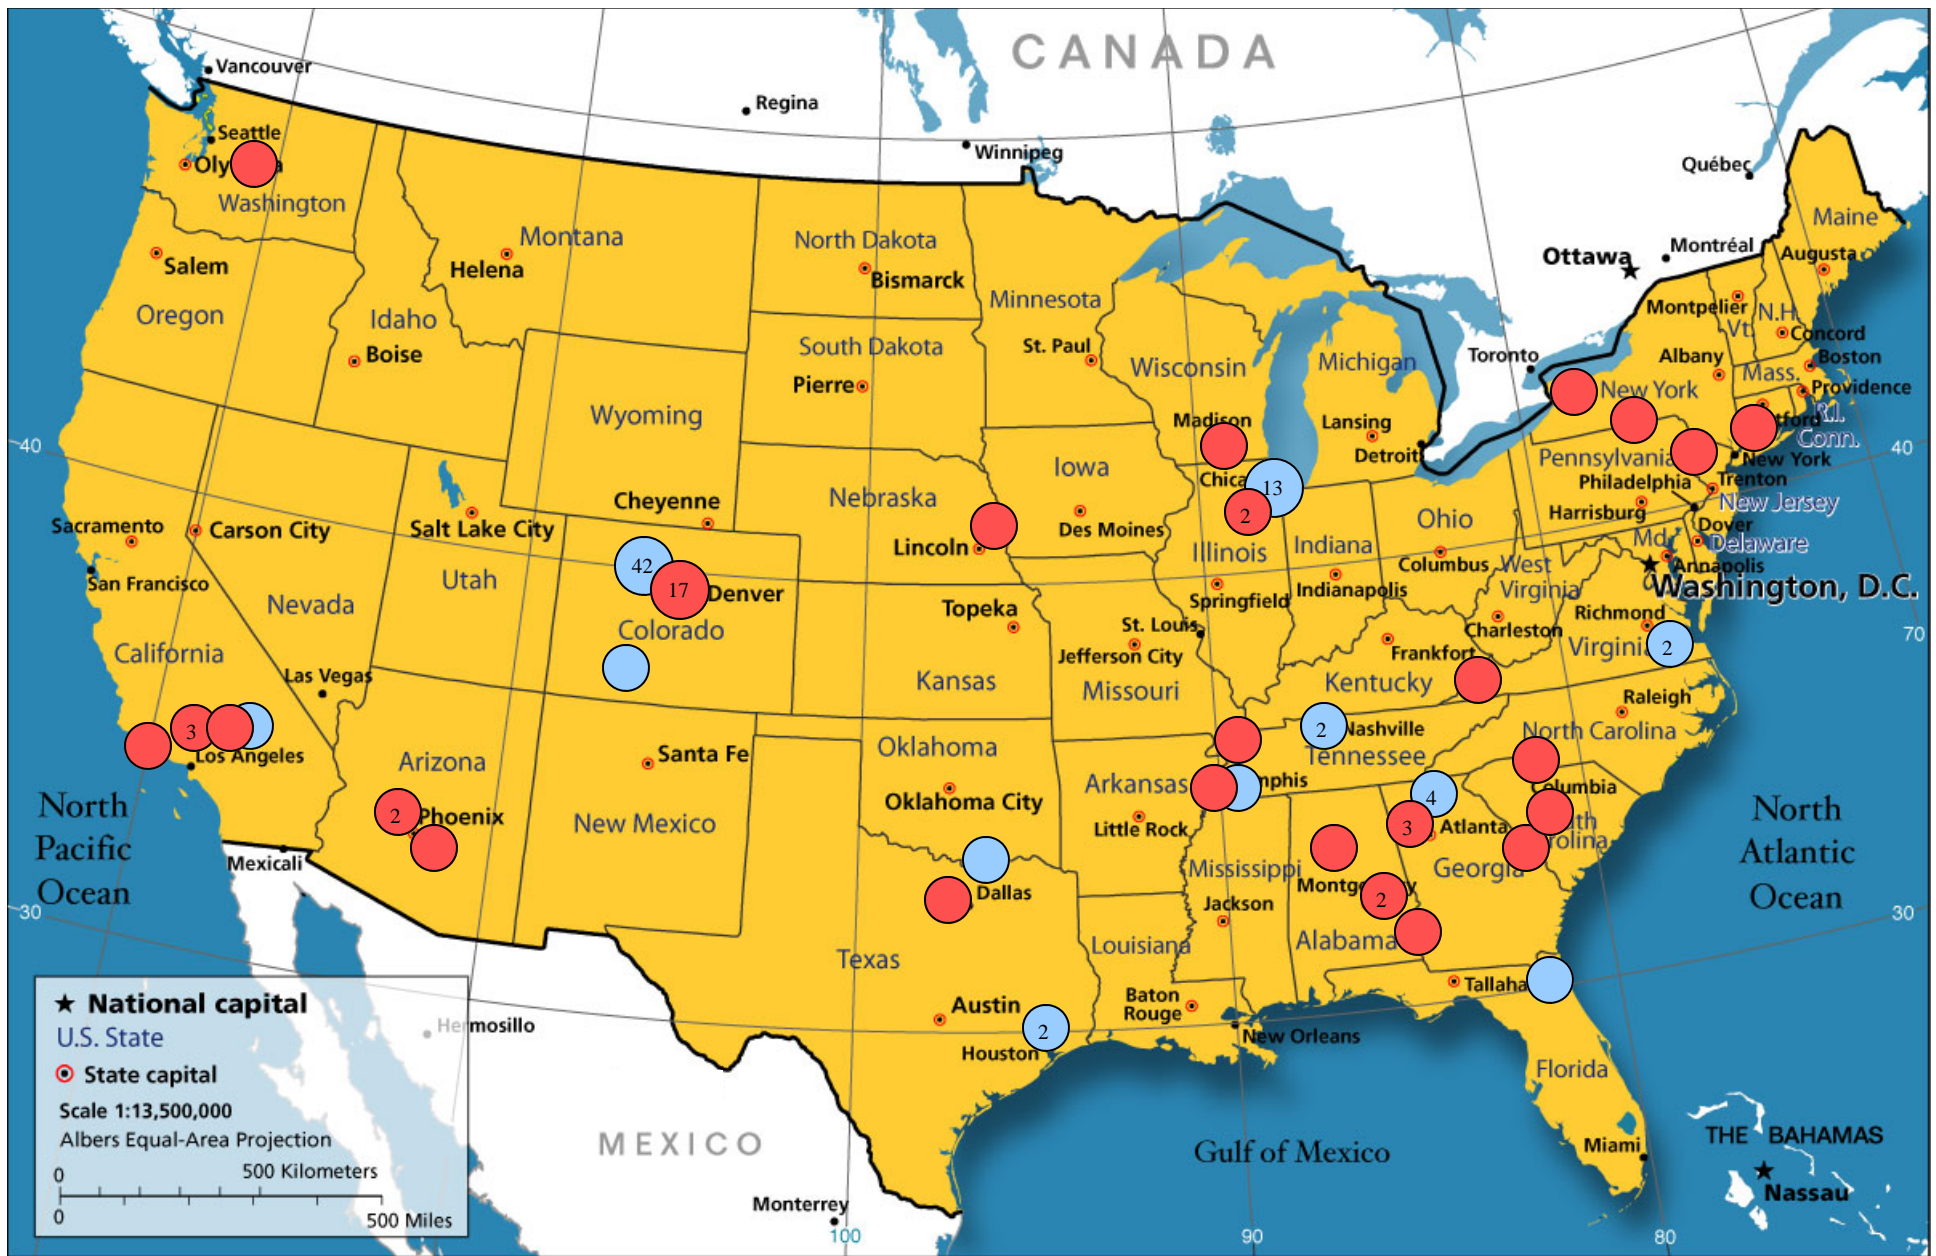 CANADA
Vancouver
Regina
Winnipeg
Seattle
Québec
Oly
a
Washington
Maine
Montana
North Dakota
Ottawa
Montréal
Augusta
Salem
Helena
Bismarck
Minnesota
Montpelier
N.H.
Oregon
Idaho
Vt.
Concord
Boise
South Dakota
St. Paul
Wisconsin
Michigan
Toronto
Albany
Boston
Pierre
New York
Mass.
Providence
Wyoming
Madison
Lansing
tford
R.I.
Conn.
40
Detroit
40
Iowa
Pennsylvania
New York
Chica
13
Philadelphia
Trenton
Cheyenne
Nebraska
New Jersey
Sacramento
Carson City
Salt Lake City
Des Moines
2
Ohio
Harrisburg
Dover
Lincoln
Illinois
Indiana
Md.
Delaware
42
Columbus
West
Virginia
Annapolis
San Francisco
Utah
17
Denver
Springfield
Indianapolis
Washington, D.C.
Nevada
Topeka
Richmond
Colorado
St. Louis
Charleston
70
California
Jefferson City
Frankfort
Virgini
2
Las Vegas
Kansas
Missouri
Kentucky
Raleigh
3
2
Nashville
North Carolina
Los Angeles
Arizona
Santa Fe
Oklahoma
Tennessee
North
Pacific
Ocean
2
Phoenix
New Mexico
Oklahoma City
Arkansas
mphis
4
Columbia
North
Atlantic
Ocean
Little Rock
3
Atlanta
th
rolina
Mexicali
Mississippi
Georgia
Dallas
Montg
y
2
30
Jackson
30
Texas
Louisiana
Alabama
Tallaha
Austin
Baton
Rouge
2
Houston
New Orleans
Florida
National capital
U.S. State
State capital
Scale 1:13,500,000
Albers Equal-Area Projection
0
500 Kilometers
0
500 Miles
Hermosillo
MEXICO
Gulf of Mexico
Miami
THE BAHAMAS
Nassau
Monterrey
100
90
80